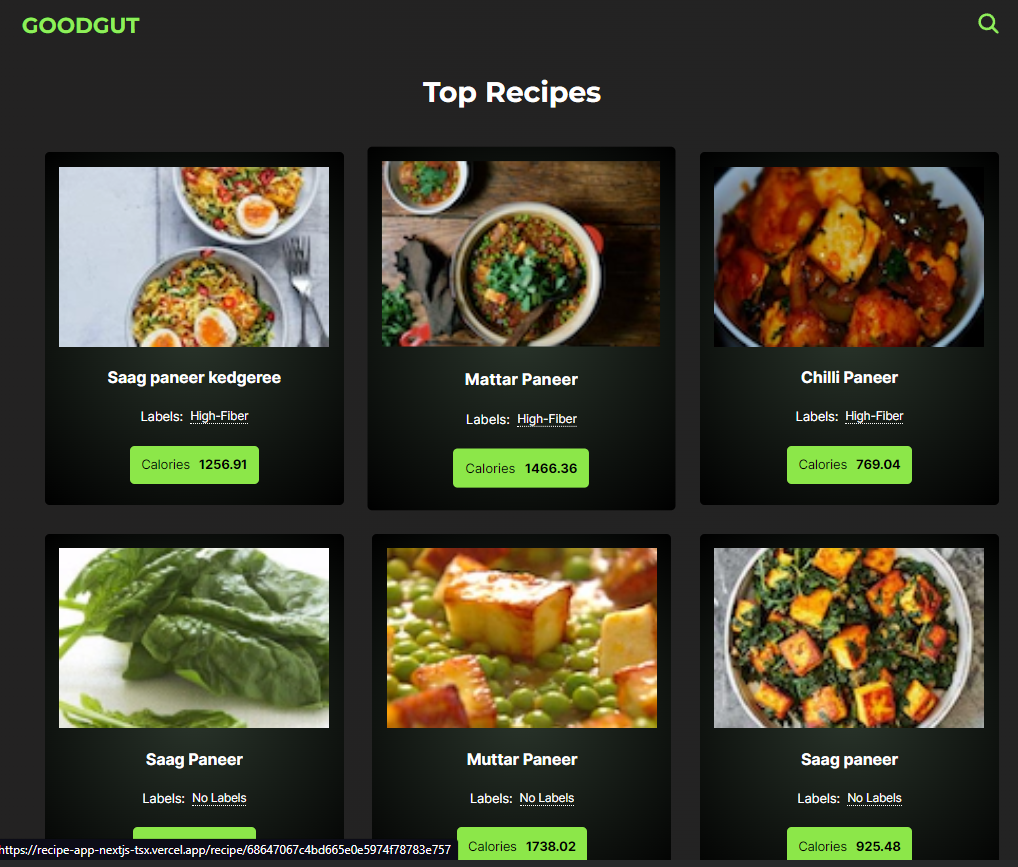 GOODGUT
Top Recipes
Saag paneer kedgeree
Labels: High-Fiber
Calories 1256.91
Mattar Paneer
Labels: High-Fiber
Calories 1466.36
Chilli Paneer
Labels: High-Fiber
Calories 769.04
Saag Paneer
Labels: No Labels
Muttar Paneer
Labels: No Labels
Calories 1738.02
Saag paneer
Labels: No Labels
Calories 925.48
https://recipe-app-nextjs-tsx.vercel.app/recipe/68647067c4bd665e0e5974f78783e757